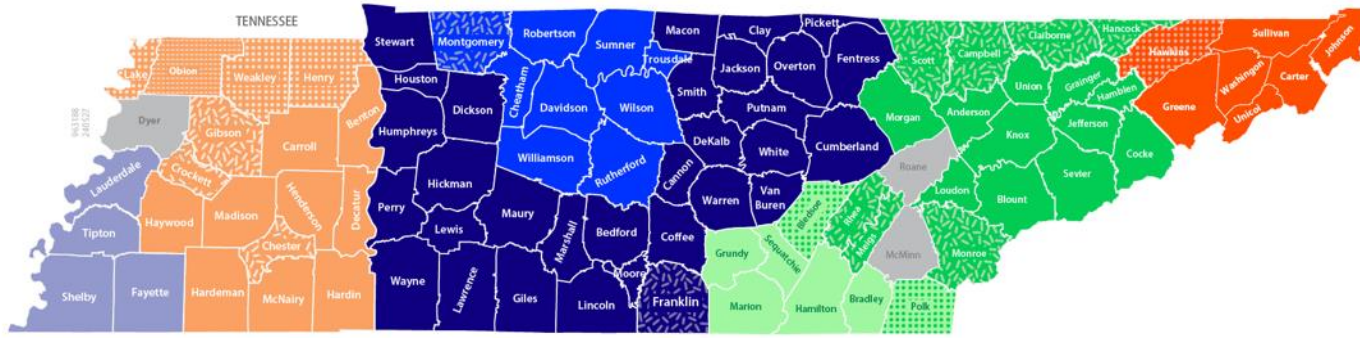 TENNESSEE
Stewart
Montgomery
Robertson
Sumner
Macon
Clay
Pickett
Trousdale
Fentress
Scott
Campbell
Claiborne
Hancock
Hawkins
Sullivan
Johnson
Lake
Obion
Weakley
Henry
Houston
Cheatham
Davidson
Wilson
Smith
Jackson
Overton
Union
Grainger
Hamblen
Greene
Washingon
Carter
Unicoi
963188
240527
Dyer
Gibson
Benton
Dickson
Humphreys
Putnam
Morgan
Anderson
Knox
Jefferson
Cocke
Carroll
Crockett
Lauderdale
Williamson
Rutherford
Cannon
DeKalb
White
Cumberland
Roane
Loudon
Blount
Sevier
Haywood
Madison
Henderson
Decatur
Perry
Hickman
Maury
Lewis
Marshall
Bedford
Coffee
Warren
Van
Buren
Bledsoe
Rhea
Meigs
McMinn
Monroe
Tipton
Chester
Shelby
Fayette
Hardeman
McNairy
Hardin
Wayne
Lawrence
Giles
Lincoln
Moore
Franklin
Grundy
Sequatchie
Marion
Hamilton
Bradley
Polk